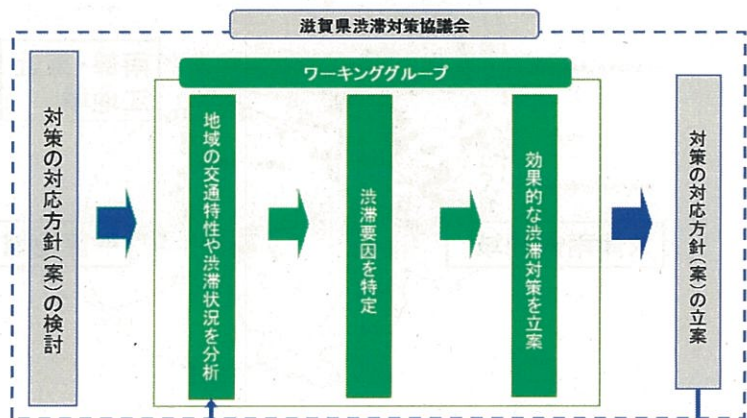 滋賀県渋滞対策協議会
ワーキンググループ
対策の対応方針(案)の検討
地域の交通特性や渋滞状況を分析
渋滞要因を特定
効果的な渋滞対策を立案
対策の対応方針(案)の立案